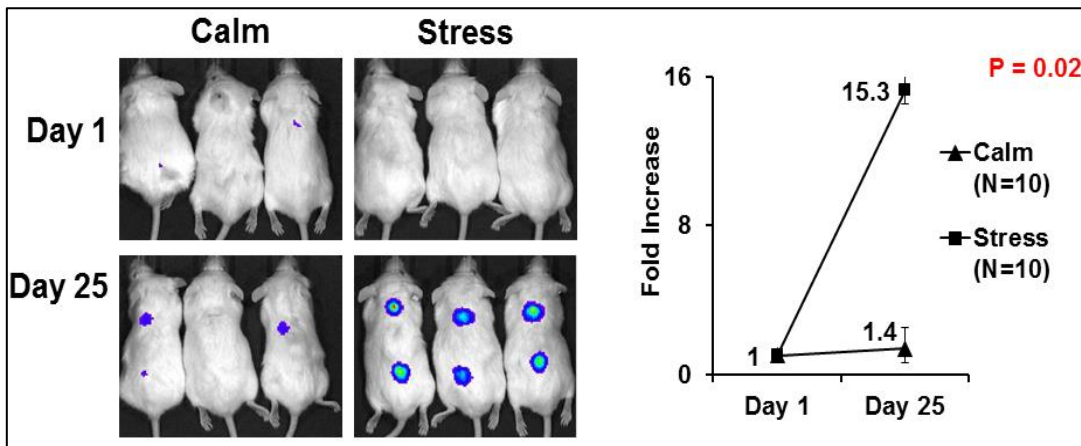 Calm
Stress
Day 1
Day 25
P = 0.02
16
15.3
Calm
(N=10)
Stress
(N=10)
8
Fold Increase
1.4
1
0
Day 1
Day 25